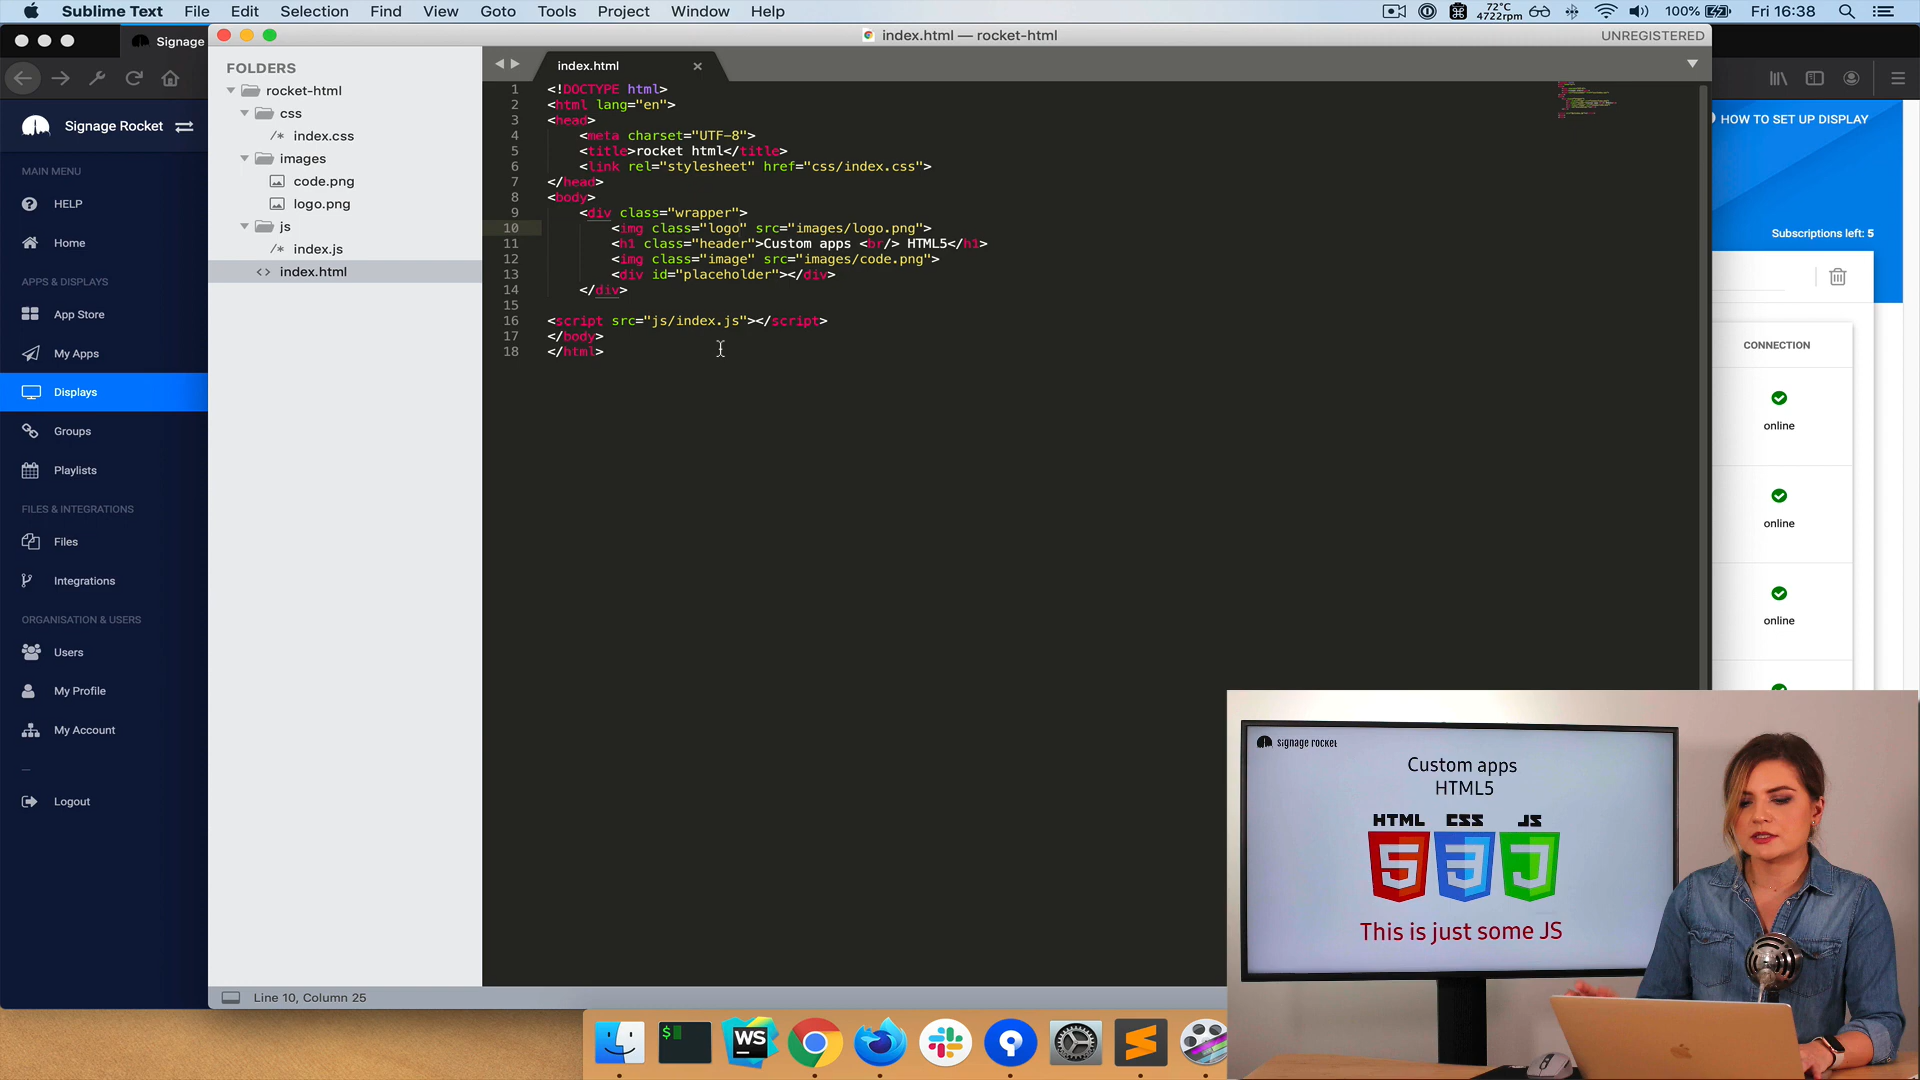 Sublime Text File Edit Selection Find View Goto Tools Project Window Help
72°C
4722rpm
100%
Fri 16:38
Signage
index.html — rocket-html
UNREGISTERED
Signage Rocket
MAIN MENU
HELP
Home
APPS & DISPLAYS
App Store
My Apps
Displays
Groups
Playlists
FILES & INTEGRATIONS
Files
Integrations
ORGANISATION & USERS
Users
My Profile
My Account
Logout
FOLDERS
rocket-html
css
/* index.css
images
code.png
logo.png
js
/* index.js
<> index.html
index.html
1 <!DOCTYPE html>
2 <html lang="en">
3 <head>
4 <meta charset="UTF-8">
5 <title>rocket html</title>
6 <link rel="stylesheet" href="css/index.css">
7 </head>
8 <body>
9 <div class="wrapper">
10 <img class="logo" src="images/logo.png">
11 <h1 class="header">Custom apps <br/> HTML5</h1>
12 <img class="image" src="images/code.png">
13 <div id="placeholder"></div>
14 </div>
15
16 <script src="js/index.js"></script>
17 </body>
18 </html>
Line 10, Column 25
HOW TO SET UP DISPLAY
Subscriptions left: 5
CONNECTION
online
online
online
signage rocket
Custom apps
HTML5
HTML CSS JS
5 3 J
This is just some JS
$
WS